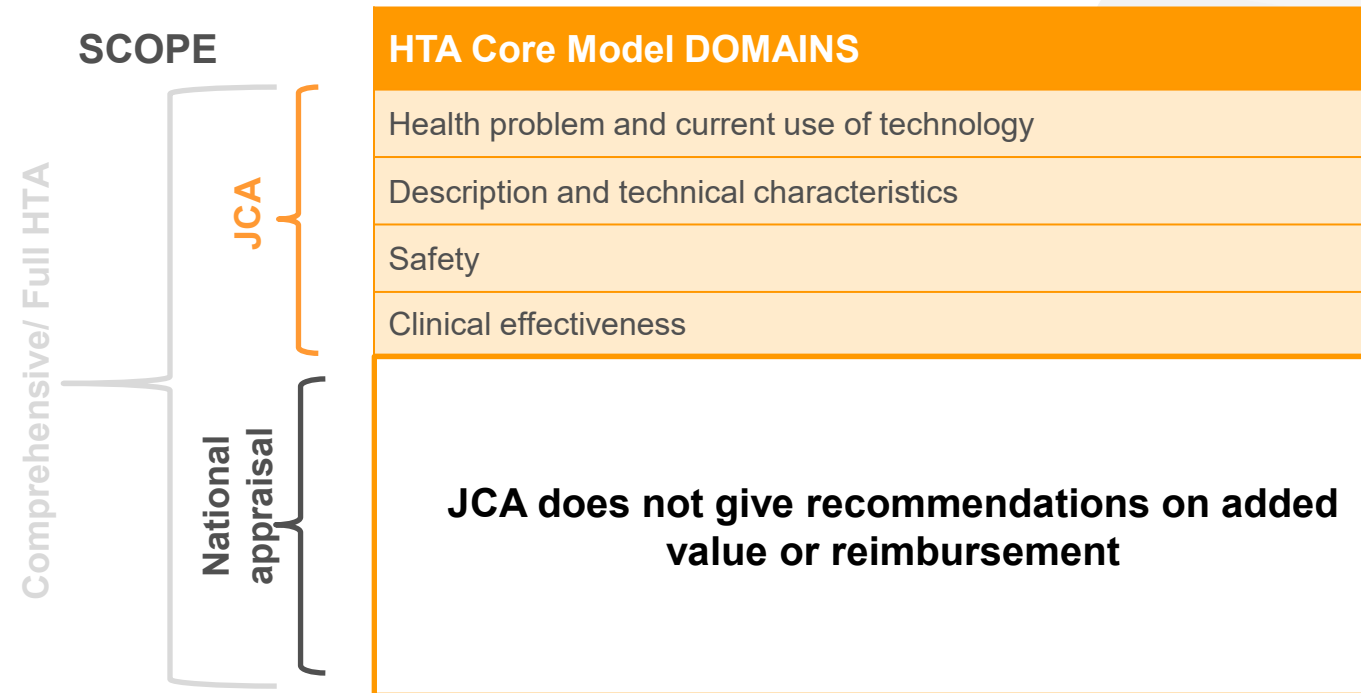 SCOPE
HTA Core Model DOMAINS
Comprehensive/ Full HTA
JCA
Health problem and current use of technology
Description and technical characteristics
Safety
Clinical effectiveness
National
appraisal
JCA does not give recommendations on added
value or reimbursement